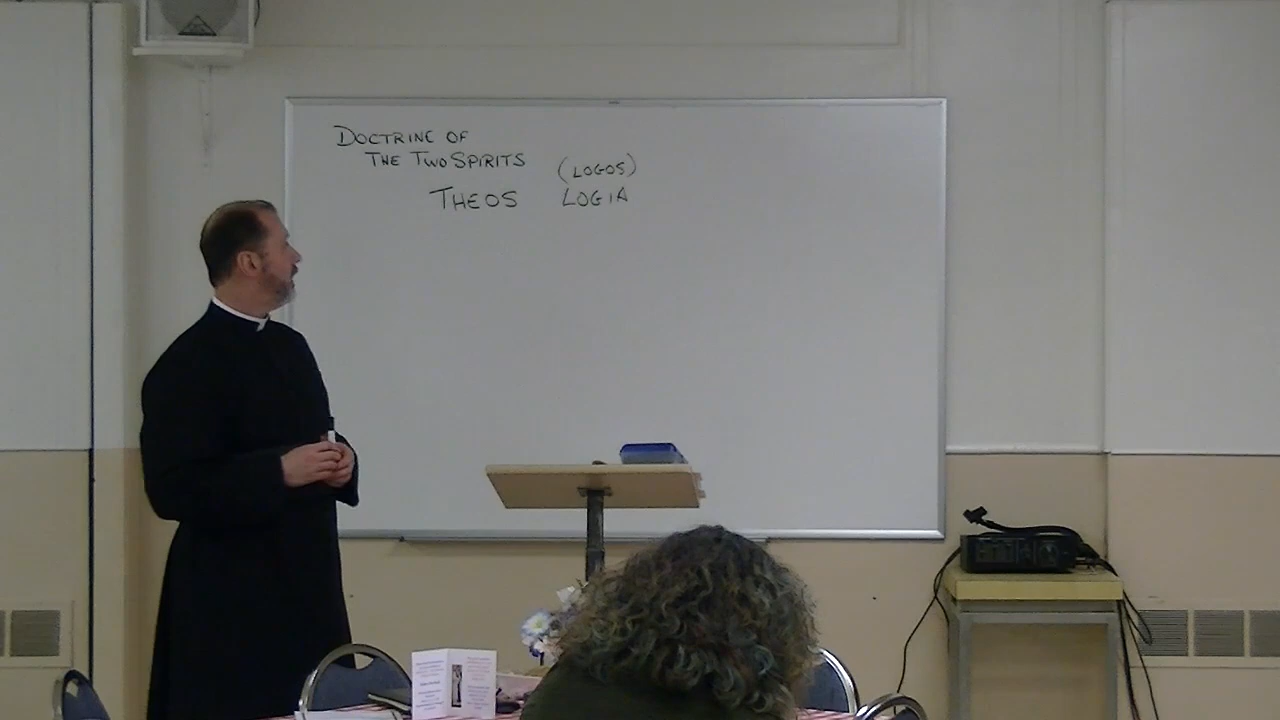 DOCTRINE OF
THE TWO SPIRITS
(LOGOS)
THEOS LOGIA